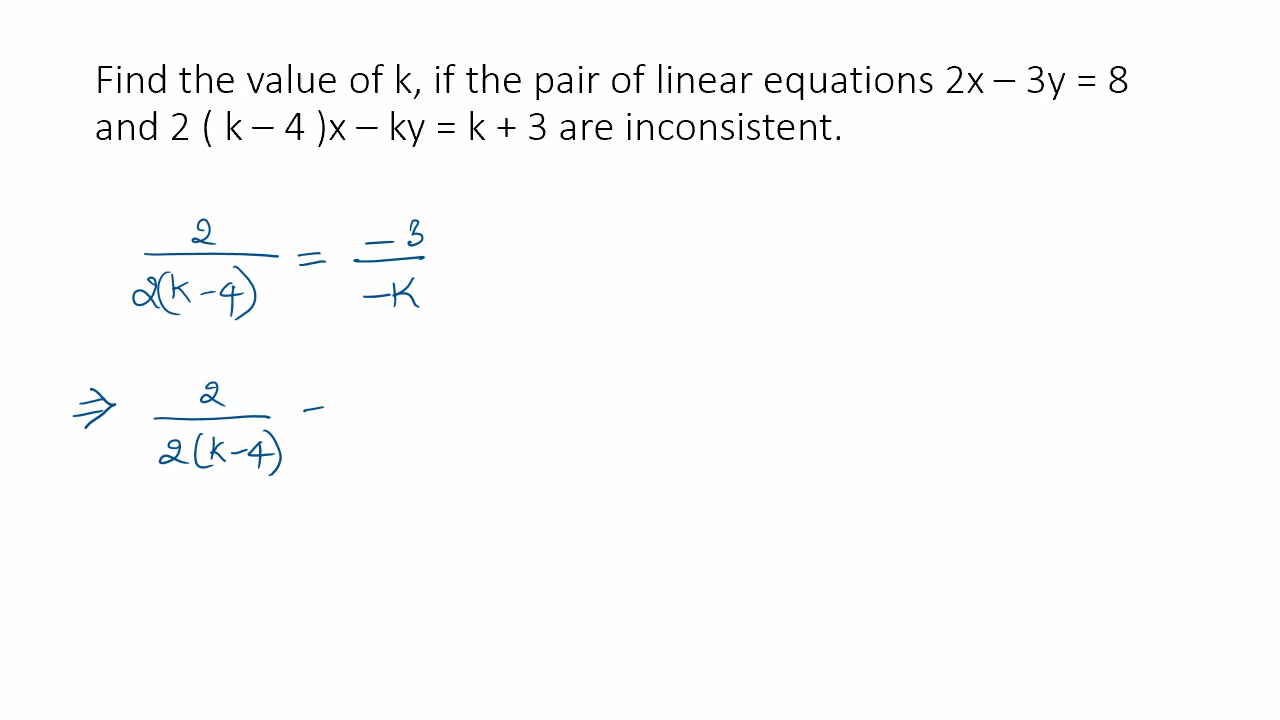 Find the value of k, if the pair of linear equations 2x – 3y = 8
and 2 ( k – 4 )x – ky = k + 3 are inconsistent.
2/2(k-4) = -3/-K
⇒ 2/2(k-4) -